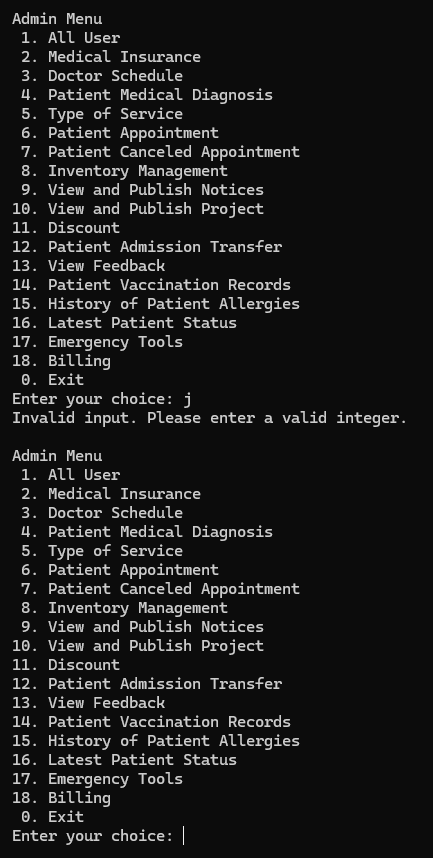 Admin Menu
 1. All User
 2. Medical Insurance
 3. Doctor Schedule
 4. Patient Medical Diagnosis
 5. Type of Service
 6. Patient Appointment
 7. Patient Canceled Appointment
 8. Inventory Management
 9. View and Publish Notices
10. View and Publish Project
11. Discount
12. Patient Admission Transfer
13. View Feedback
14. Patient Vaccination Records
15. History of Patient Allergies
16. Latest Patient Status
17. Emergency Tools
18. Billing
 0. Exit
Enter your choice: j
Invalid input. Please enter a valid integer.

Admin Menu
 1. All User
 2. Medical Insurance
 3. Doctor Schedule
 4. Patient Medical Diagnosis
 5. Type of Service
 6. Patient Appointment
 7. Patient Canceled Appointment
 8. Inventory Management
 9. View and Publish Notices
10. View and Publish Project
11. Discount
12. Patient Admission Transfer
13. View Feedback
14. Patient Vaccination Records
15. History of Patient Allergies
16. Latest Patient Status
17. Emergency Tools
18. Billing
 0. Exit
Enter your choice: